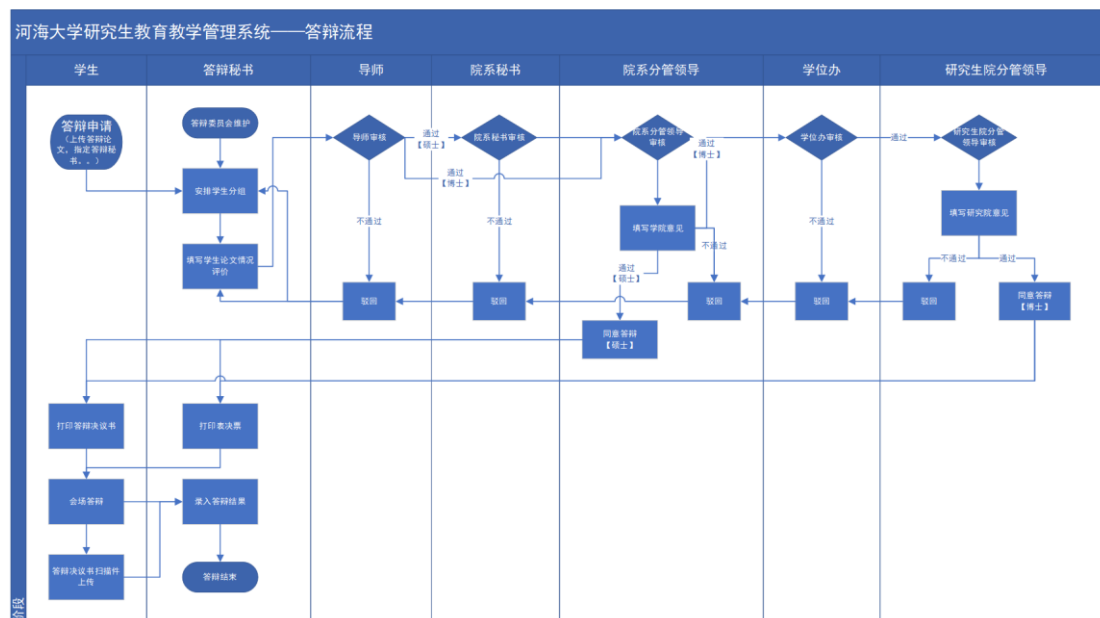 河海大学研究生教育教学管理系统——答辩流程
学生
答辩秘书
导师
院系秘书
院系分管领导
学位办
研究生院分管领导
答辩申请
（上传答辩论
文，指定答辩秘
书。。）
答辩委员会维护
导师审核
通过
【硕士】
院系秘书审核
院系分管领导
审核
通过
【博士】
学位办审核
通过
研究生院分管
领导审核
通过
【博士】
安排学生分组
填写学院意见
填写研究院意见
不通过
不通过
不通过
不通过
填写学生论文情况
评价
通过
【硕士】
不通过
通过
驳回
驳回
驳回
驳回
驳回
同意答辩
【博士】
同意答辩
【硕士】
打印答辩决议书
打印表决票
会场答辩
录入答辩结果
答辩决议书扫描件
上传
答辩结束
阶段